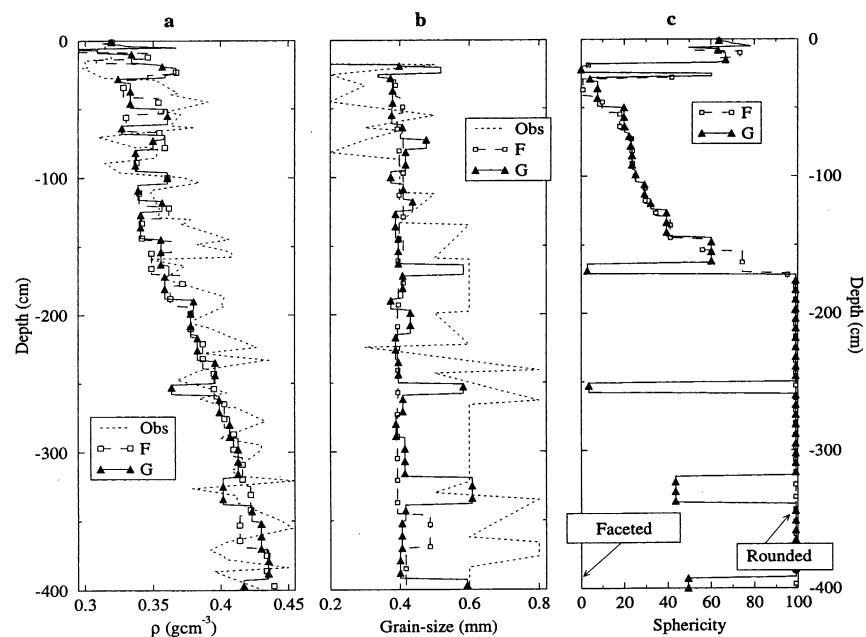 a
b
c
0
-100
-200
-300
-400
Depth (cm)
Obs
F
G
0.3
0.35
0.4
0.45
ρ (gcm⁻³)
Obs
F
G
0.2
0.4
0.6
0.8
Grain-size (mm)
F
G
Faceted
Rounded
0
20
40
60
80
100
Sphericity
0
-100
-200
-300
-400
Depth (cm)